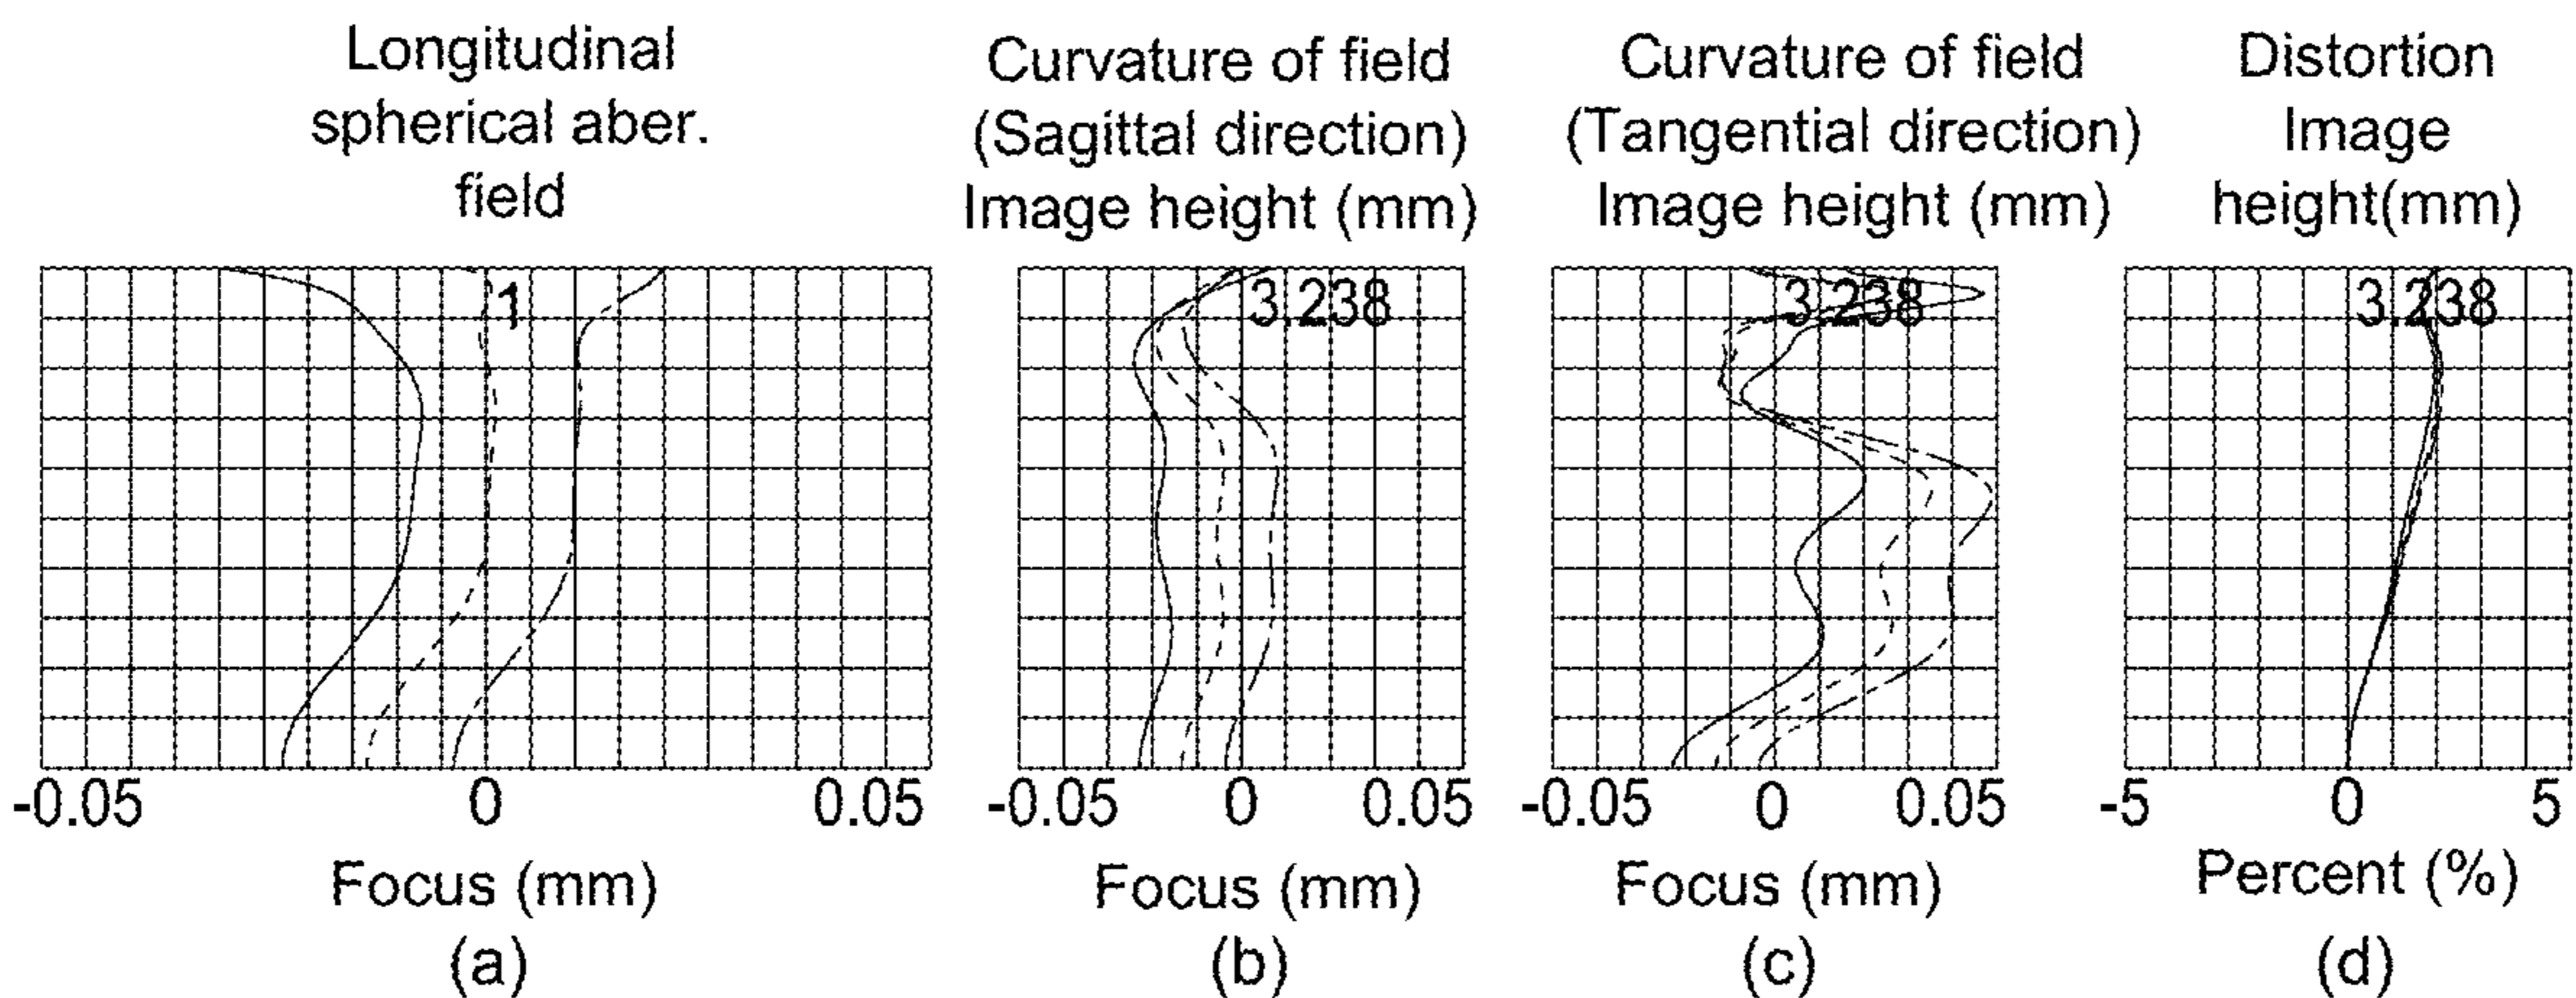 Longitudinal
spherical aber.
field
1
-0.05 0 0.05
Focus (mm)
(a)
Curvature of field
(Sagittal direction)
Image height (mm)
3.238
-0.05 0 0.05
Focus (mm)
(b)
Curvature of field
(Tangential direction)
Image height (mm)
3.238
-0.05 0 0.05
Focus (mm)
(c)
Distortion
Image
height(mm)
3.238
-5 0 5
Percent (%)
(d)